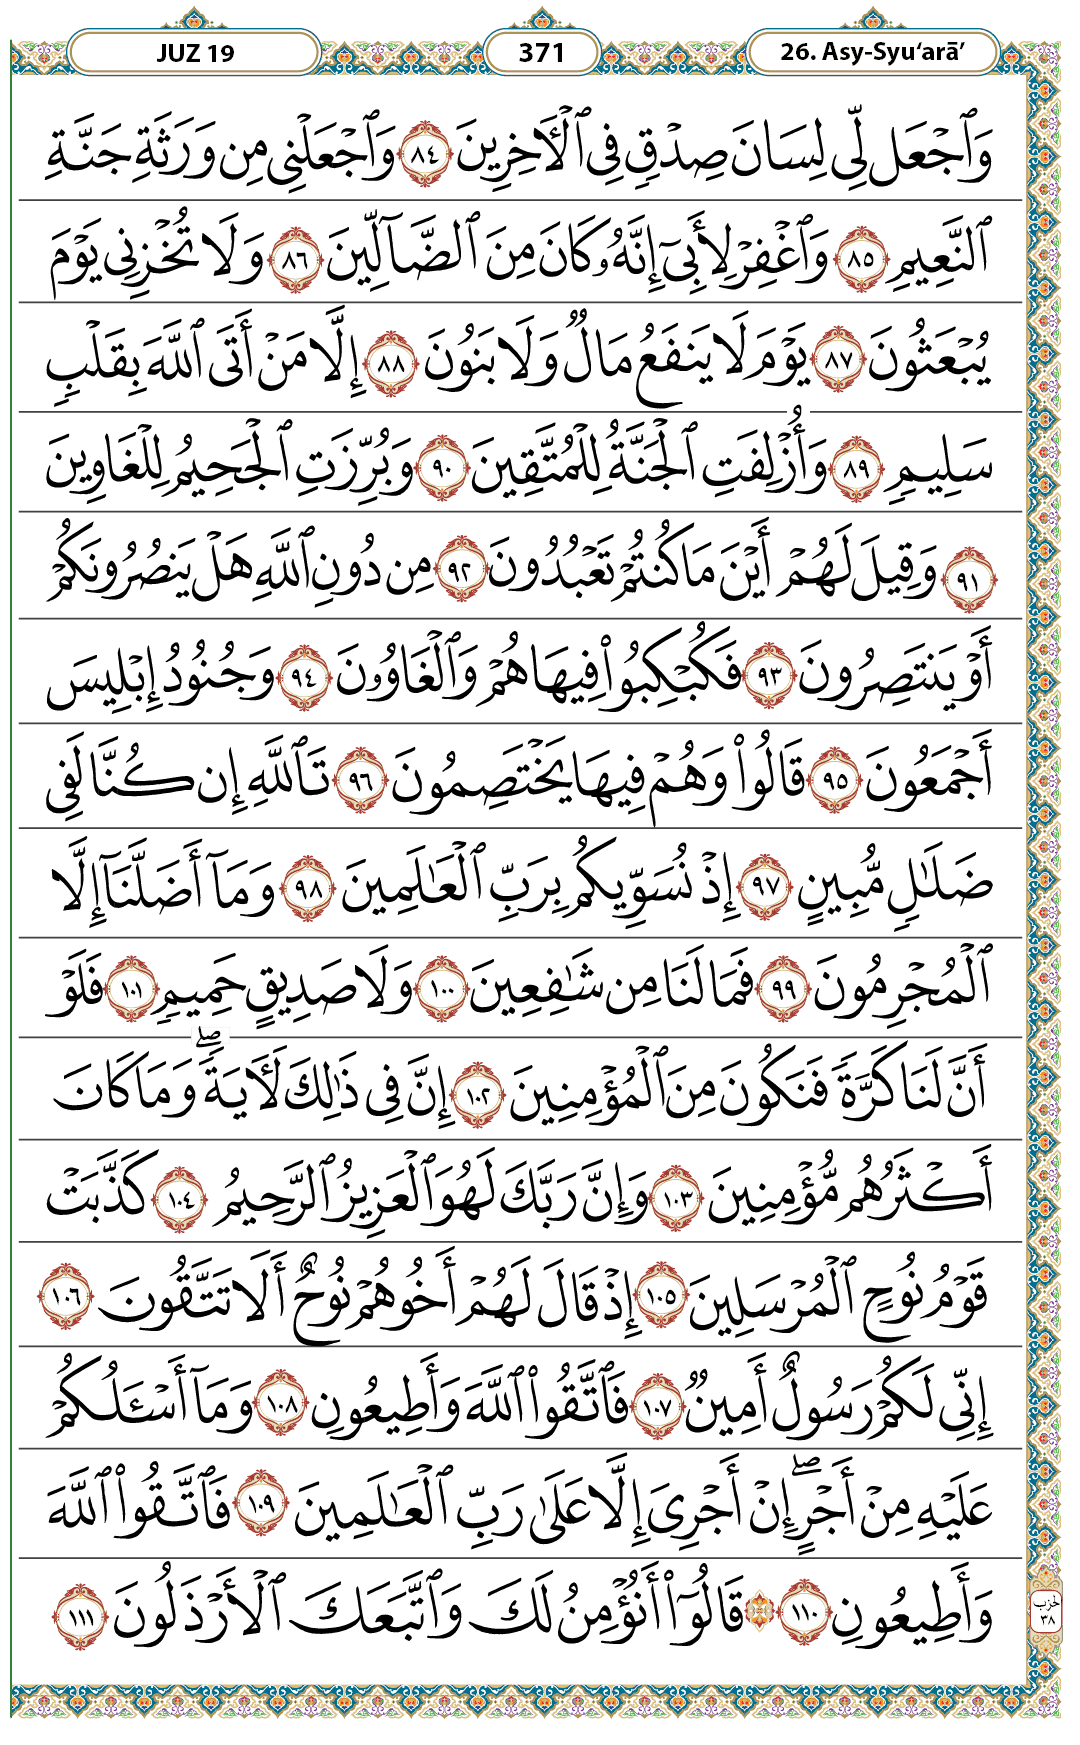 JUZ 19
371
26. Asy-Syu‘arā’
وَٱجۡعَل لِّي لِسَانَ صِدۡقٖ فِي ٱلۡأٓخِرِينَ ٨٤ وَٱجۡعَلۡنِي مِن وَرَثَةِ جَنَّةِ
ٱلنَّعِيمِ ٨٥ وَٱغۡفِرۡ لِأَبِيٓ إِنَّهُۥ كَانَ مِنَ ٱلضَّآلِّينَ ٨٦ وَلَا تُخۡزِنِي يَوۡمَ
يُبۡعَثُونَ ٨٧ يَوۡمَ لَا يَنفَعُ مَالٞ وَلَا بَنُونَ ٨٨ إِلَّا مَنۡ أَتَى ٱللَّهَ بِقَلۡبٖ
سَلِيمٖ ٨٩ وَأُزۡلِفَتِ ٱلۡجَنَّةُ لِلۡمُتَّقِينَ ٩٠ وَبُرِّزَتِ ٱلۡجَحِيمُ لِلۡغَاوِينَ
٩١ وَقِيلَ لَهُمۡ أَيۡنَ مَا كُنتُمۡ تَعۡبُدُونَ ٩٢ مِن دُونِ ٱللَّهِ هَلۡ يَنصُرُونَكُمۡ
أَوۡ يَنتَصِرُونَ ٩٣ فَكُبۡكِبُواْ فِيهَا هُمۡ وَٱلۡغَاوُۥنَ ٩٤ وَجُنُودُ إِبۡلِيسَ
أَجۡمَعُونَ ٩٥ قَالُواْ وَهُمۡ فِيهَا يَخۡتَصِمُونَ ٩٦ تَٱللَّهِ إِن كُنَّا لَفِي
ضَلَٰلٖ مُّبِينٍ ٩٧ إِذۡ نُسَوِّيكُم بِرَبِّ ٱلۡعَٰلَمِينَ ٩٨ وَمَآ أَضَلَّنَآ إِلَّا
ٱلۡمُجۡرِمُونَ ٩٩ فَمَا لَنَا مِن شَٰفِعِينَ ١٠٠ وَلَا صَدِيقٍ حَمِيمٖ ١٠١ فَلَوۡ
أَنَّ لَنَا كَرَّةٗ فَنَكُونَ مِنَ ٱلۡمُؤۡمِنِينَ ١٠٢ إِنَّ فِي ذَٰلِكَ لَأٓيَةٗۖ وَمَا كَانَ
أَكۡثَرُهُم مُّؤۡمِنِينَ ١٠٣ وَإِنَّ رَبَّكَ لَهُوَ ٱلۡعَزِيزُ ٱلرَّحِيمُ ١٠٤ كَذَّبَتۡ
قَوۡمُ نُوحٍ ٱلۡمُرۡسَلِينَ ١٠٥ إِذۡ قَالَ لَهُمۡ أَخُوهُمۡ نُوحٌ أَلَا تَتَّقُونَ ١٠٦
إِنِّي لَكُمۡ رَسُولٌ أَمِينٞ ١٠٧ فَٱتَّقُواْ ٱللَّهَ وَأَطِيعُونِ ١٠٨ وَمَآ أَسۡـَٔلُكُمۡ
عَلَيۡهِ مِنۡ أَجۡرٍۖ إِنۡ أَجۡرِيَ إِلَّا عَلَىٰ رَبِّ ٱلۡعَٰلَمِينَ ١٠٩ فَٱتَّقُواْ ٱللَّهَ
وَأَطِيعُونِ ١١٠ ۞ قَالُوٓاْ أَنُؤۡمِنُ لَكَ وَٱتَّبَعَكَ ٱلۡأَرۡذَلُونَ ١١١
حزب
٣٨